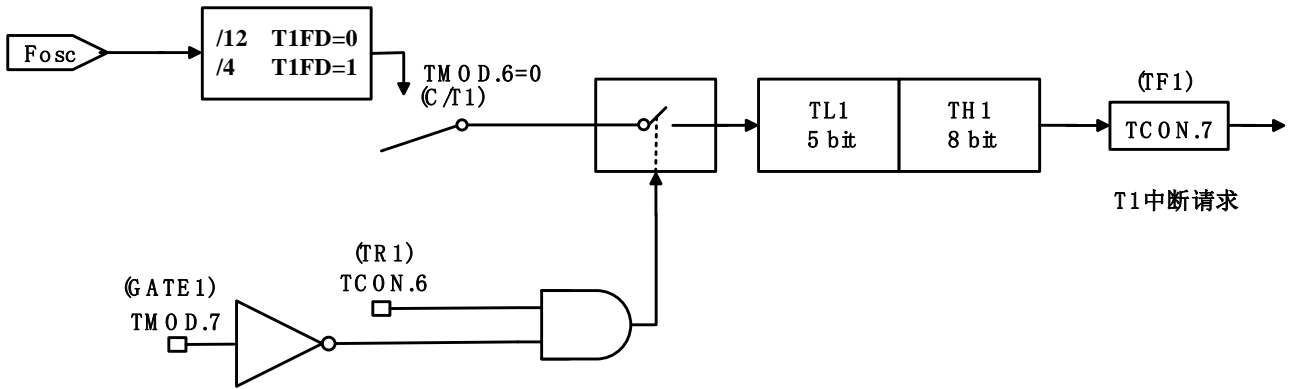 Fosc
/12 T1FD=0
/4 T1FD=1
TMOD.6=0
(C/T1)
TL1
5 bit
TH1
8 bit
(TF1)
TCON.7
T1中断请求
(TR1)
TCON.6
(GATE1)
TMOD.7